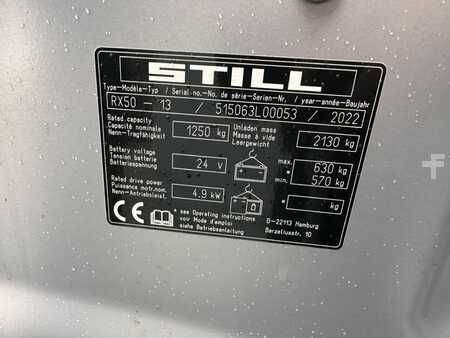 STILL
Type-Modèle-Typ / Serial no.-No. de série-Serien-Nr. / year-année-Baujahr
RX50 - 13 / 515063L00053 / 2022
Rated capacity
Capacité nominale
Nenn-Tragfähigkeit
1250 kg
Unladen mass
Masse à vide
Leergewicht
2130 kg
Battery voltage
Tension batterie
Batteriespannung
24 V
max. 630 kg
*
min. 570 kg
Rated drive power
Puissance motr.nom.
Nenn-Antriebsleist.
4.9 kW
* kg
CE
* see Operating instructions
voir Mode d'emploi
siehe Betriebsanleitung
D-22113 Hamburg
Berzeliusstr. 10
F